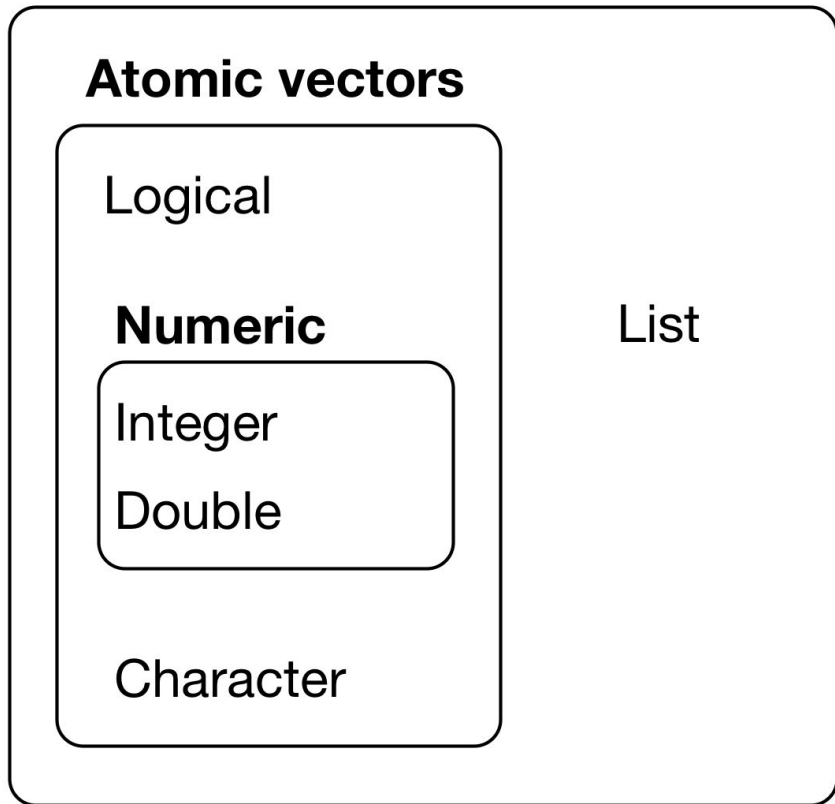 Atomic vectors
Logical
Numeric
Integer
Double
Character
List